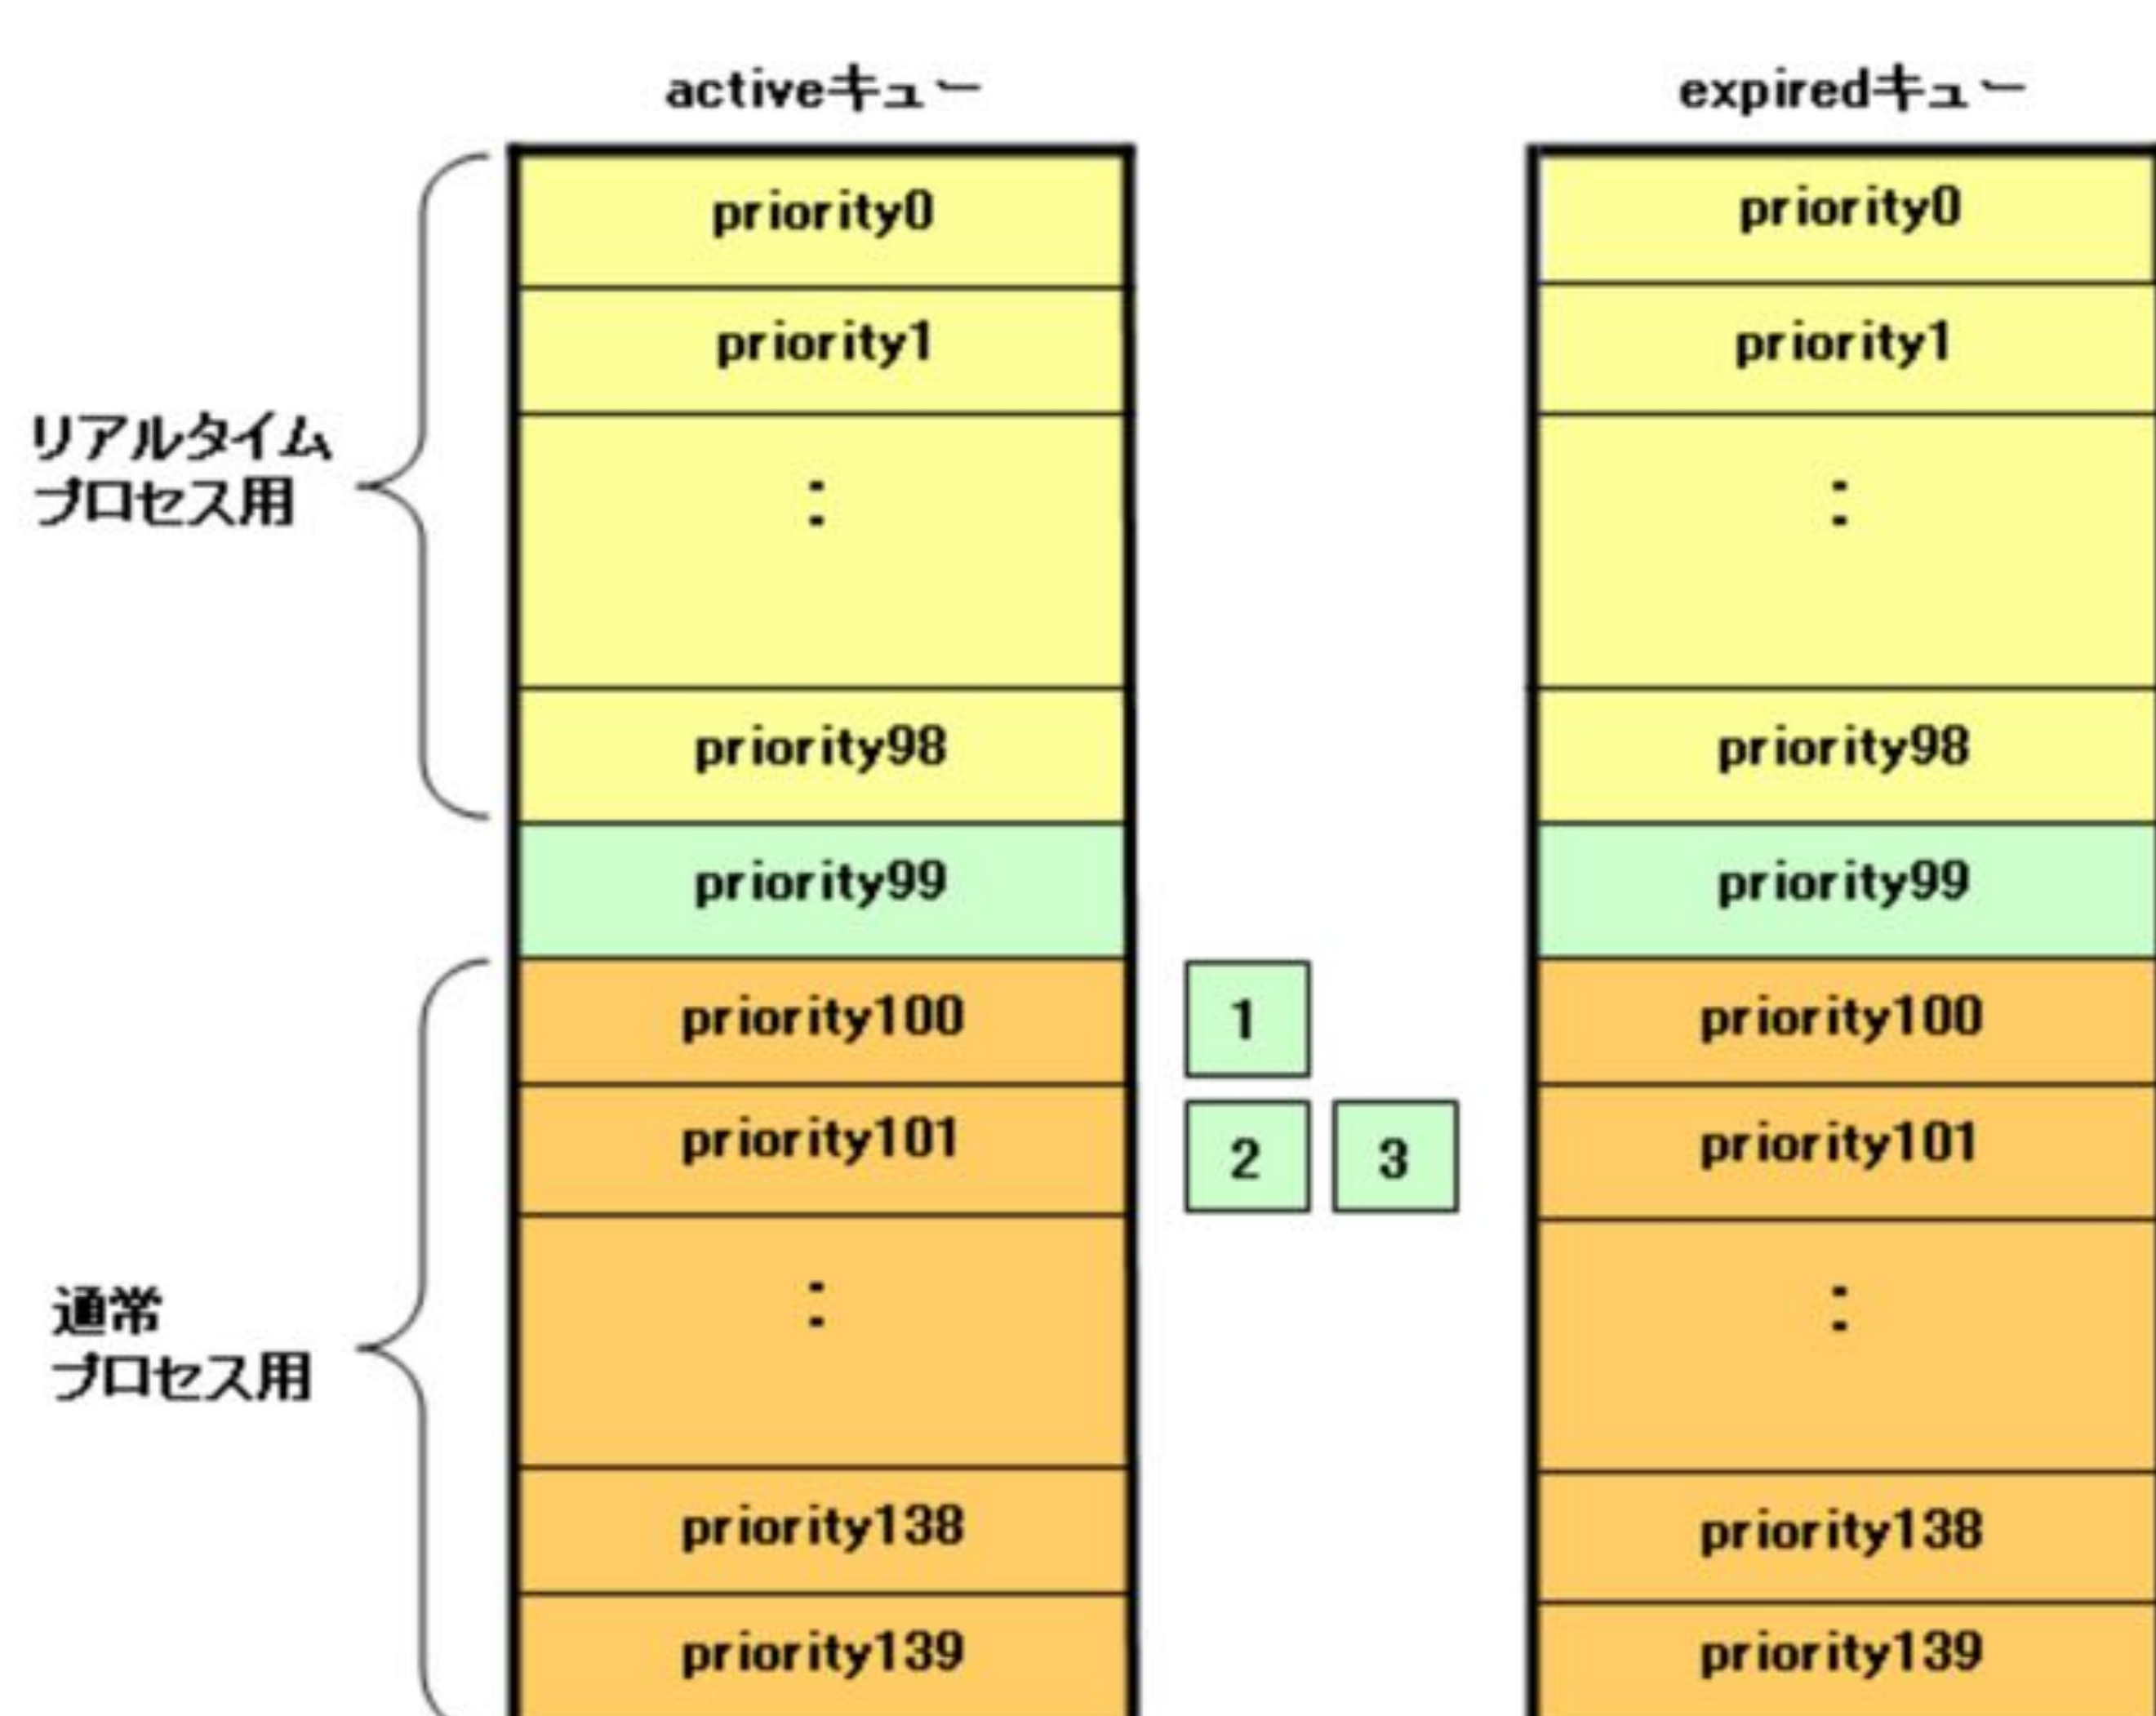 activeキュー
expiredキュー
リアルタイム
プロセス用
通常
プロセス用
priority0
priority1
:
priority98
priority99
priority100
priority101
:
priority138
priority139
1
2 3
priority0
priority1
:
priority98
priority99
priority100
priority101
:
priority138
priority139